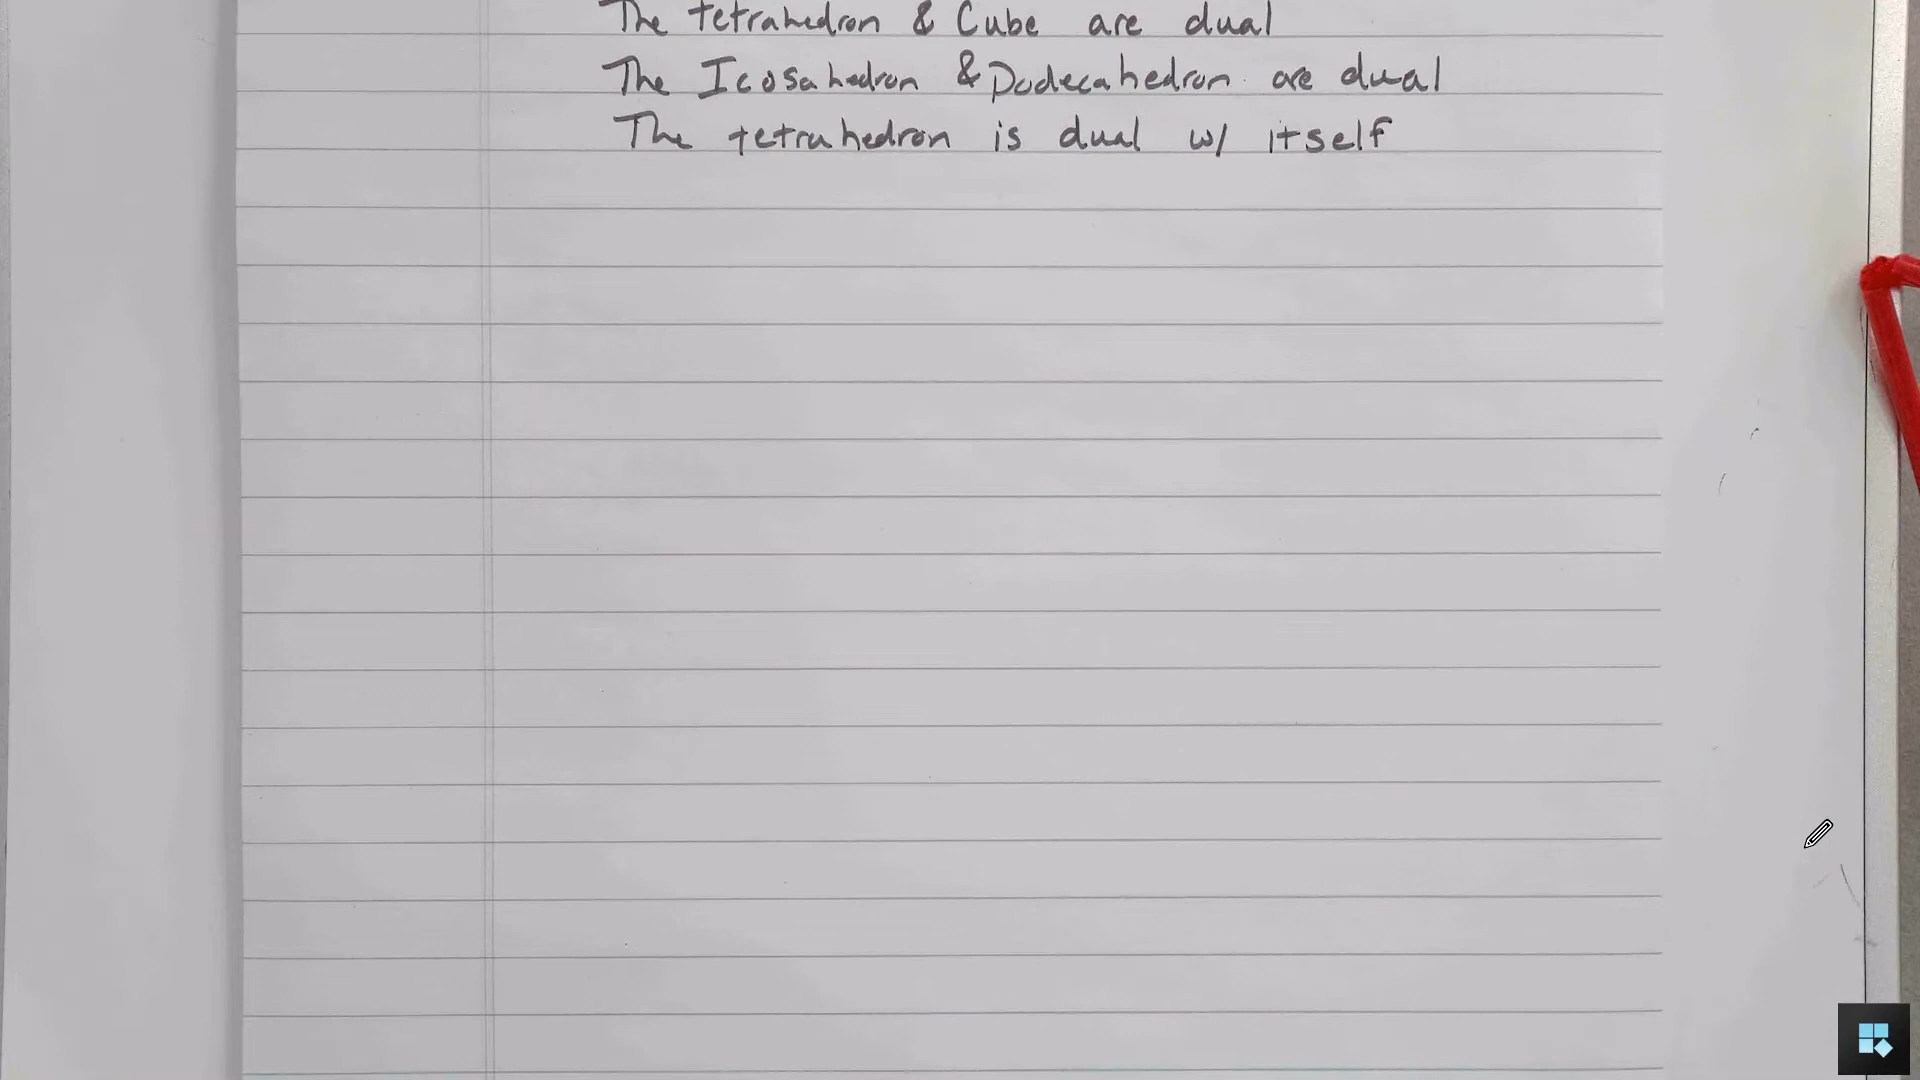 The tetrahedron & Cube are dual
The Icosahedron & Dodecahedron are dual
The tetrahedron is dual w/ itself